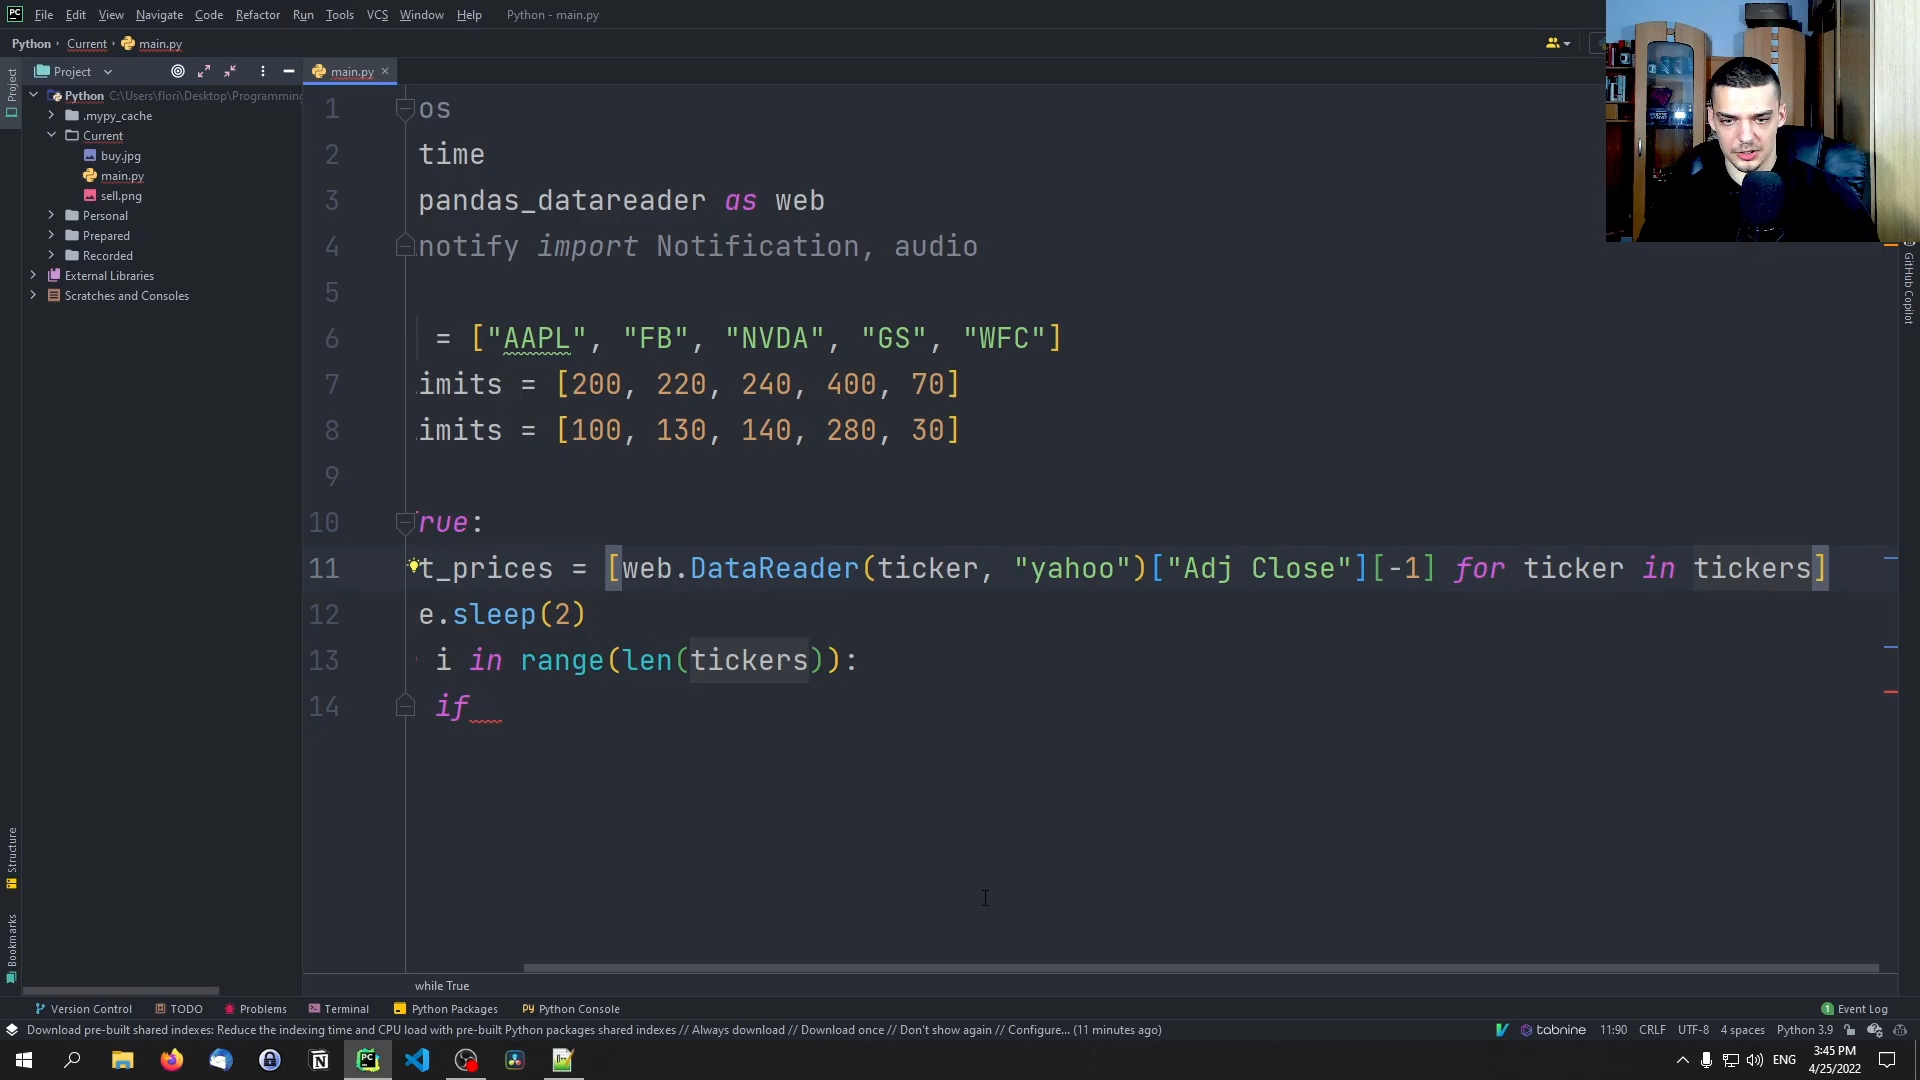 PC File Edit View Navigate Code Refactor Run Tools VCS Window Help Python - main.py
Python Current main.py
Project
main.py
Project
Python C:\Users\flori\Desktop\Programming
.mypy_cache
Current
buy.jpg
main.py
sell.png
Personal
Prepared
Recorded
External Libraries
Scratches and Consoles
1 os
2 time
3 pandas_datareader as web
4 notify import Notification, audio
5
6 = ["AAPL", "FB", "NVDA", "GS", "WFC"]
7 imits = [200, 220, 240, 400, 70]
8 imits = [100, 130, 140, 280, 30]
9
10 rue:
11 t_prices = [web.DataReader(ticker, "yahoo")["Adj Close"][-1] for ticker in tickers]
12 e.sleep(2)
13 i in range(len(tickers)):
14 if
GitHub Copilot
Structure
Bookmarks
while True
Version Control TODO Problems Terminal Python Packages Python Console 1 Event Log
Download pre-built shared indexes: Reduce the indexing time and CPU load with pre-built Python packages shared indexes // Always download // Download once // Don't show again // Configure... (11 minutes ago) tabnine 11:90 CRLF UTF-8 4 spaces Python 3.9
ENG
3:45 PM
4/25/2022